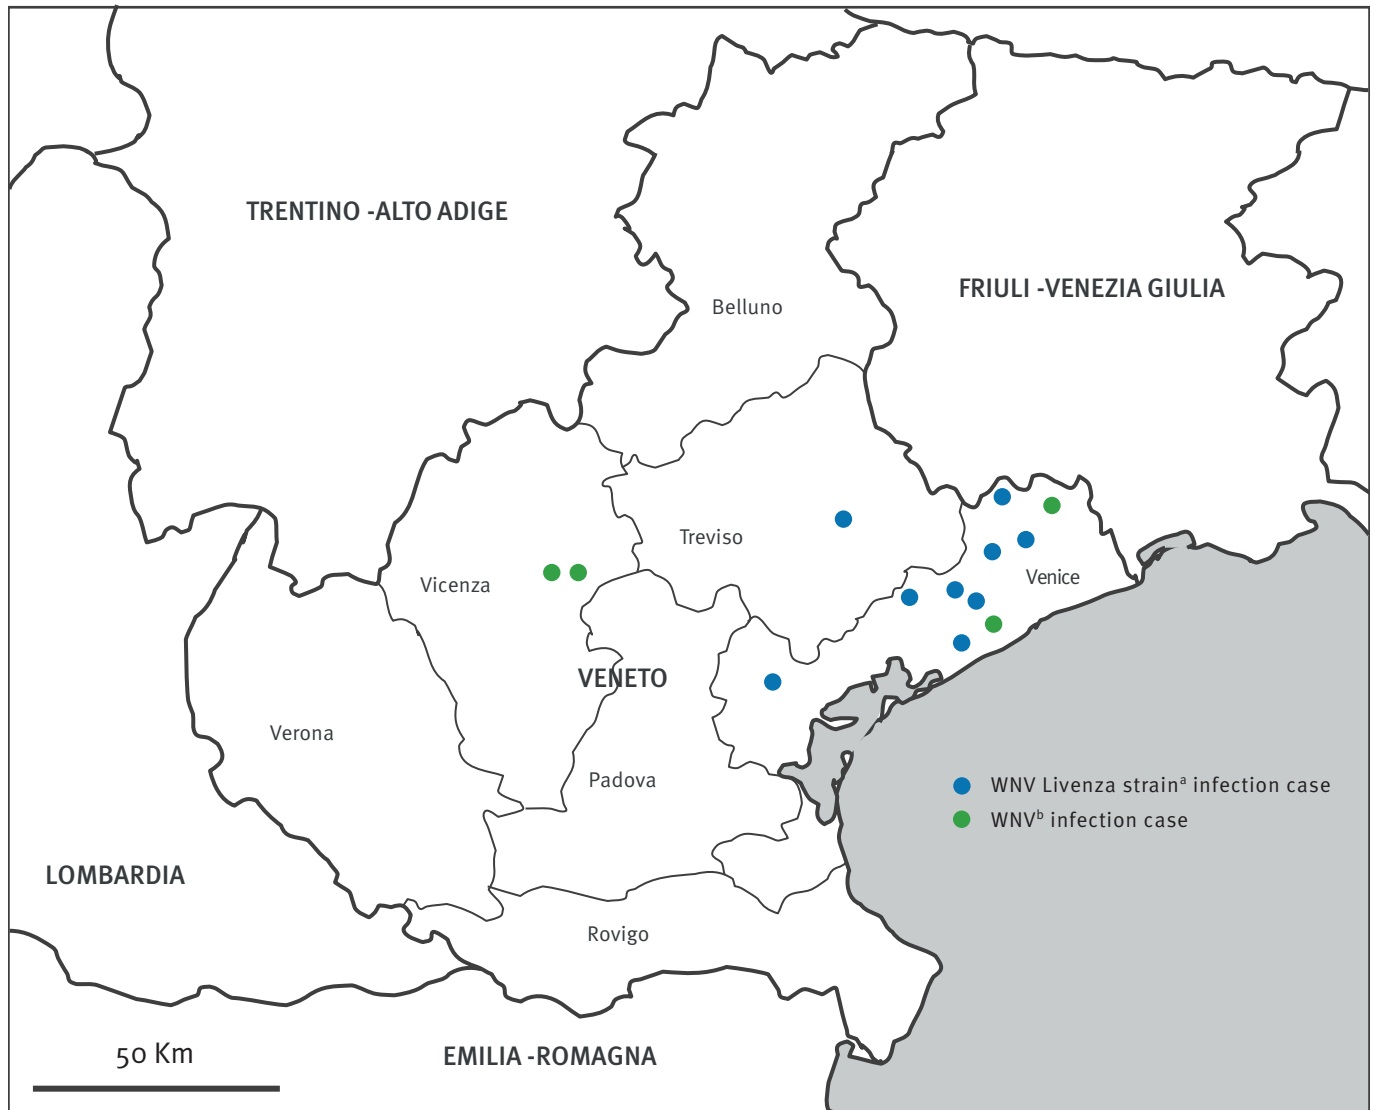 TRENTINO -ALTO ADIGE
FRIULI -VENEZIA GIULIA
Belluno
Treviso
Vicenza
Venice
VENETO
Verona
Padova
WNV Livenza strainᵃ infection case
WNVᵇ infection case
LOMBARDIA
Rovigo
50 Km
EMILIA -ROMAGNA